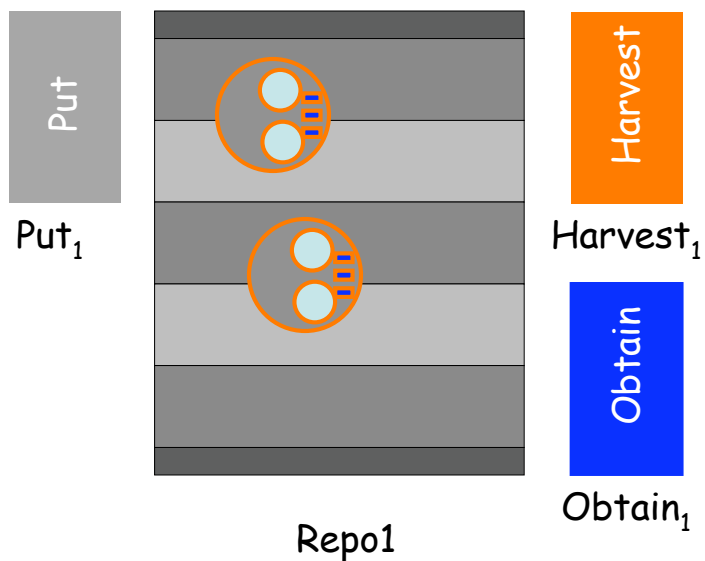 Put
Put₁
Repo1
Harvest
Harvest₁
Obtain
Obtain₁